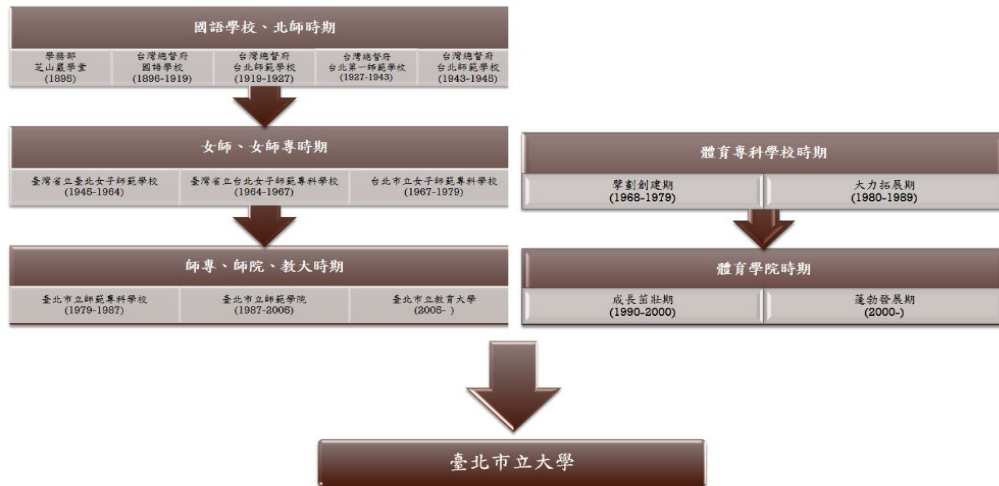 國語學校、北師時期
學務部
芝山巖學堂
(1895)
台灣總督府
國語學校
(1896-1919)
台灣總督府
台北師範學校
(1919-1927)
台灣總督府
台北第一師範學校
(1927-1943)
台灣總督府
台北師範學校
(1943-1945)
女師、女師專時期
臺灣省立臺北女子師範學校
(1945-1964)
臺灣省立台北女子師範專科學校
(1964-1967)
台北市立女子師範專科學校
(1967-1979)
師專、師院、教大時期
臺北市立師範專科學校
(1979-1987)
臺北市立師範學院
(1987-2005)
臺北市立教育大學
(2005- )
體育專科學校時期
擘劃創建期
(1968-1979)
大力拓展期
(1980-1989)
體育學院時期
成長茁壯期
(1990-2000)
蓬勃發展期
(2000-)
臺北市立大學